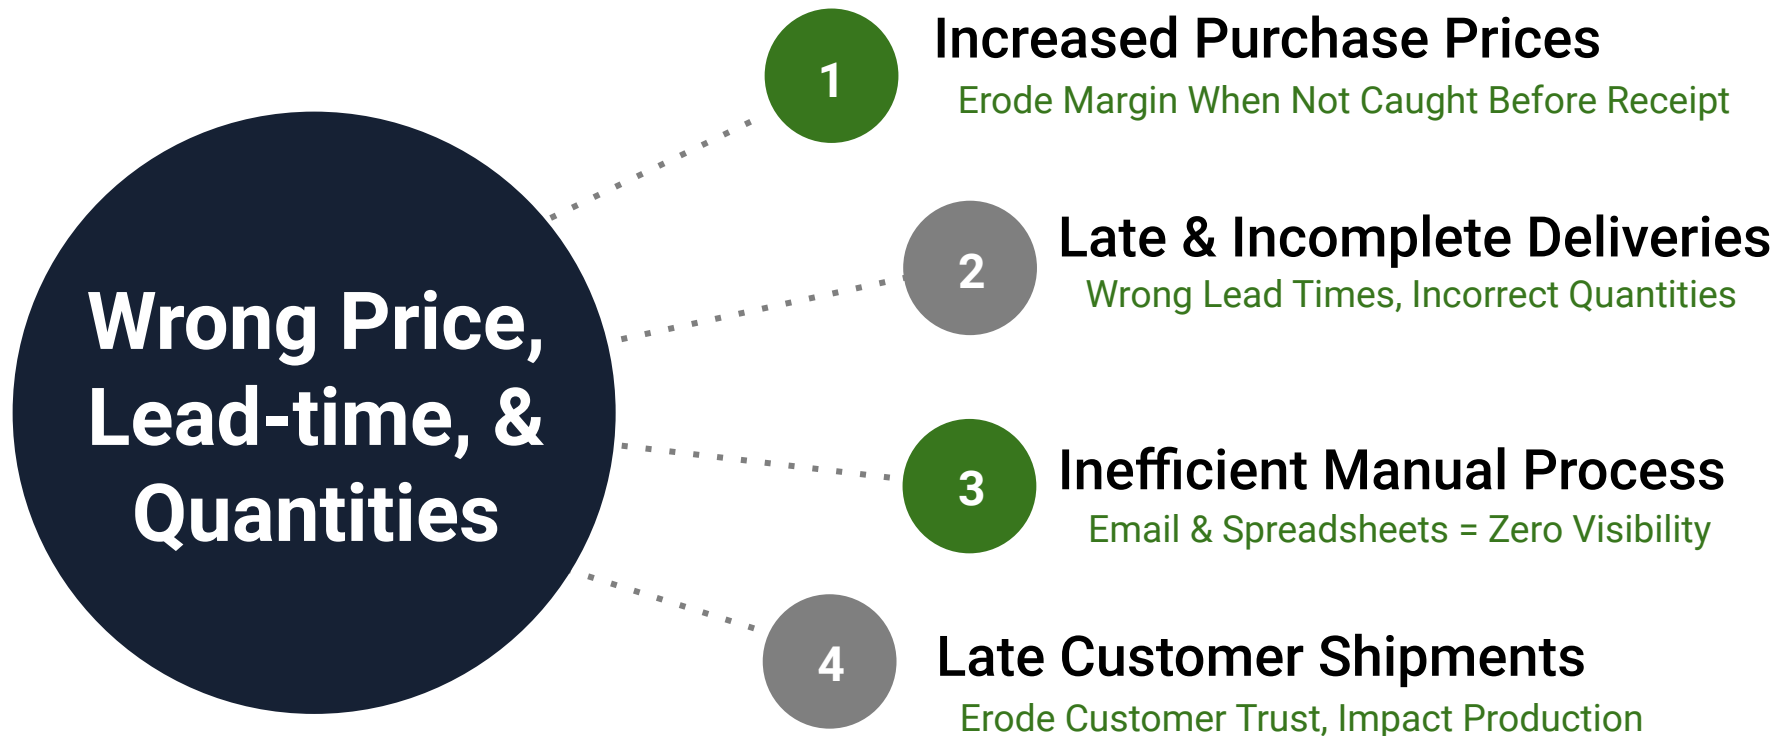 Wrong Price,
Lead-time, &
Quantities
1
Increased Purchase Prices
Erode Margin When Not Caught Before Receipt
2
Late & Incomplete Deliveries
Wrong Lead Times, Incorrect Quantities
3
Inefficient Manual Process
Email & Spreadsheets = Zero Visibility
4
Late Customer Shipments
Erode Customer Trust, Impact Production